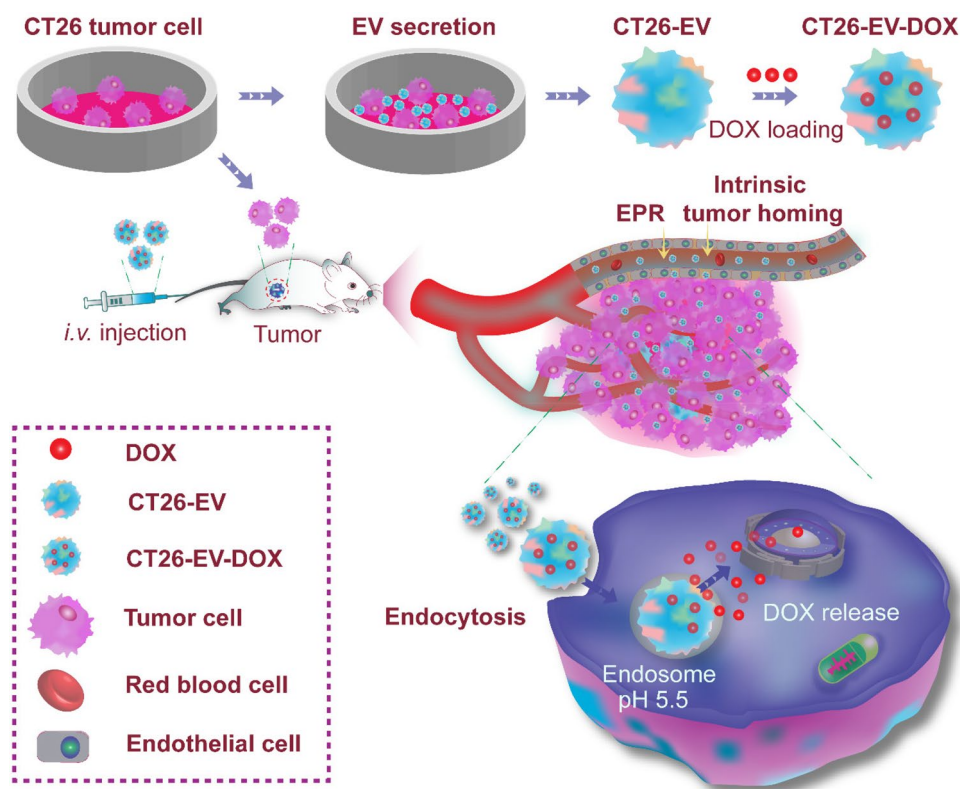 CT26 tumor cell
EV secretion
CT26-EV
CT26-EV-DOX
DOX loading
EPR
Intrinsic
tumor homing
i.v. injection
Tumor
DOX
CT26-EV
CT26-EV-DOX
Tumor cell
Red blood cell
Endothelial cell
Endocytosis
DOX release
Endosome
pH 5.5